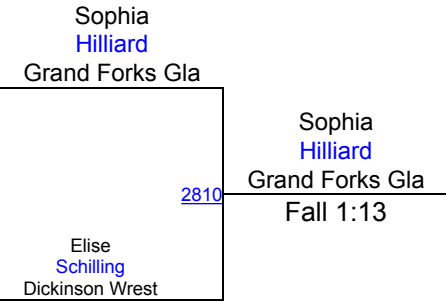 Sophia
Hilliard
Grand Forks Gla
Sophia
Hilliard
Grand Forks Gla
2810
Fall 1:13
Elise
Schilling
Dickinson Wrest